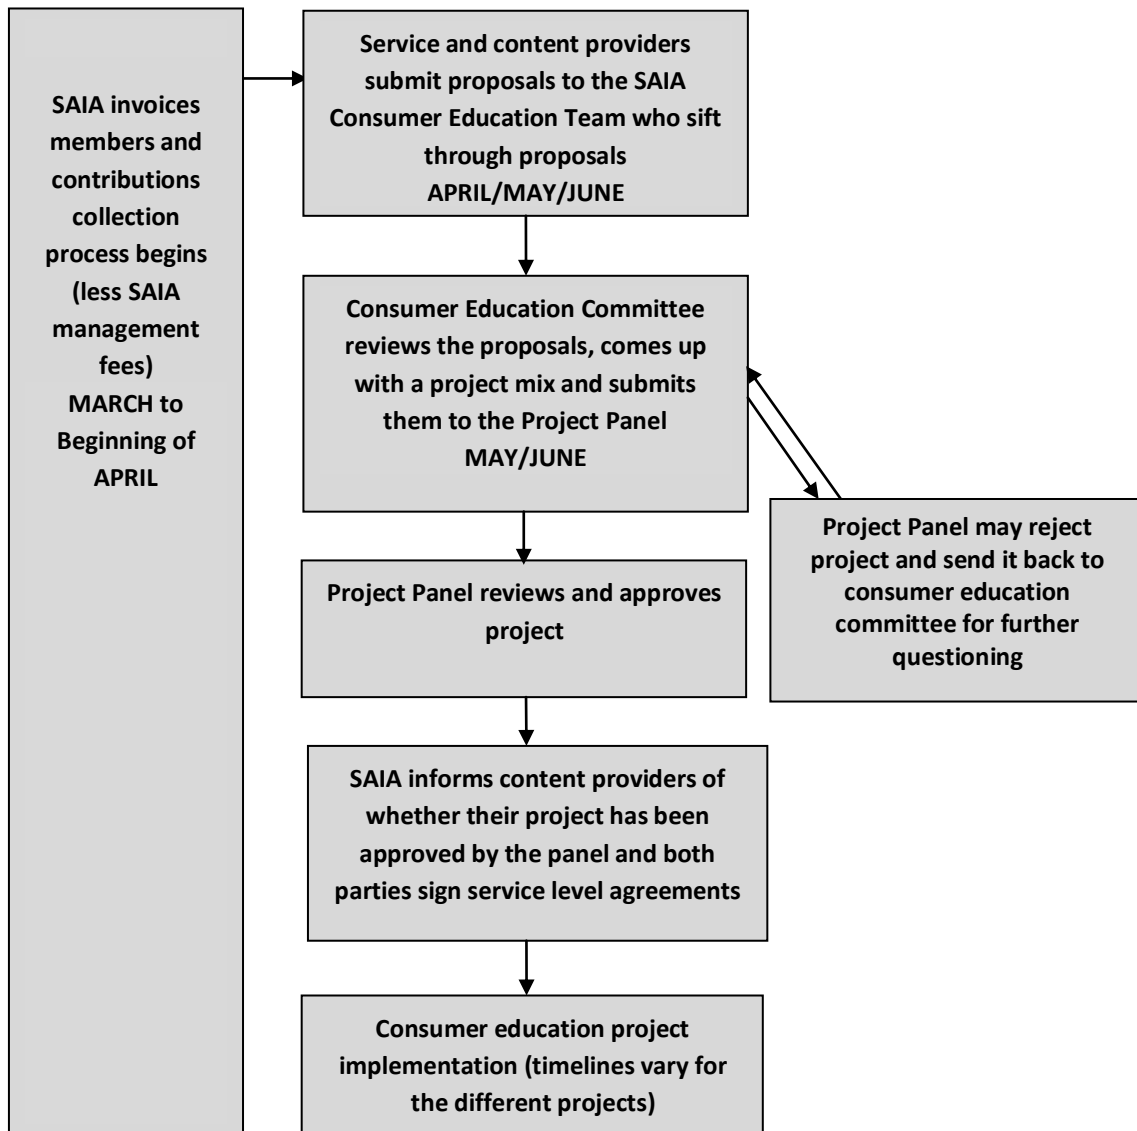 SAIA invoices
members and
contributions
collection
process begins
(less SAIA
management
fees)
MARCH to
Beginning of
APRIL
Service and content providers
submit proposals to the SAIA
Consumer Education Team who sift
through proposals
APRIL/MAY/JUNE
Consumer Education Committee
reviews the proposals, comes up
with a project mix and submits
them to the Project Panel
MAY/JUNE
Project Panel may reject
project and send it back to
consumer education
committee for further
questioning
Project Panel reviews and approves
project
SAIA informs content providers of
whether their project has been
approved by the panel and both
parties sign service level agreements
Consumer education project
implementation (timelines vary for
the different projects)